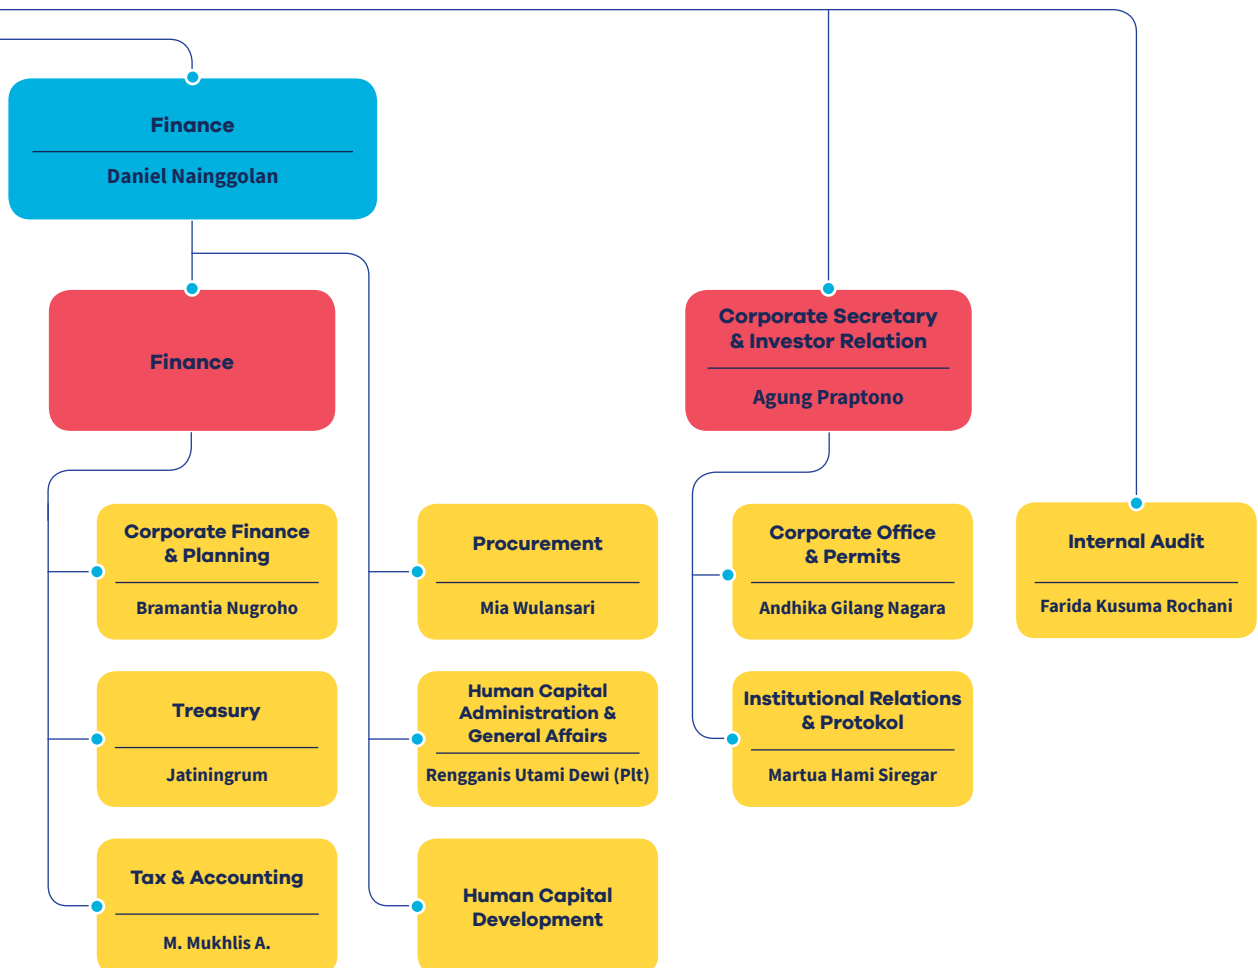 Finance
Daniel Nainggolan
Finance
Corporate Secretary
& Investor Relation
Agung Praptono
Corporate Finance
& Planning
Bramantia Nugroho
Procurement
Mia Wulansari
Corporate Office
& Permits
Andhika Gilang Nagara
Internal Audit
Farida Kusuma Rochani
Treasury
Jatiningrum
Human Capital
Administration &
General Affairs
Rengganis Utami Dewi (Plt)
Institutional Relations
& Protokol
Martua Hami Siregar
Tax & Accounting
M. Mukhlis A.
Human Capital
Development